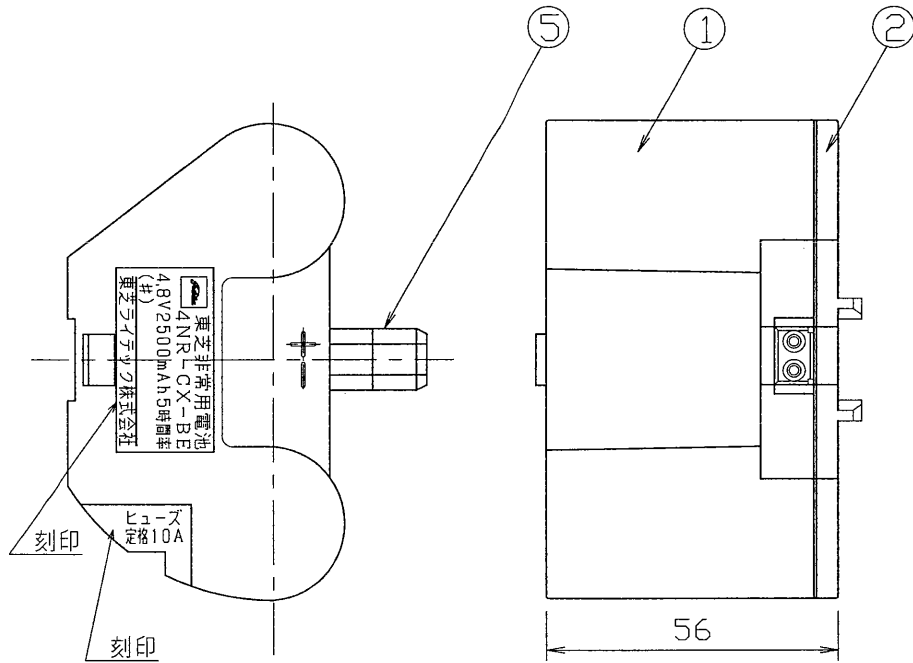 ⑤
①
②
東芝非常用電池
4NR-CX-BE
4.8V2500mAh5時間率
(#)
東芝ライテック株式会社
+
-
ヒューズ
定格10A
刻印
刻印
56